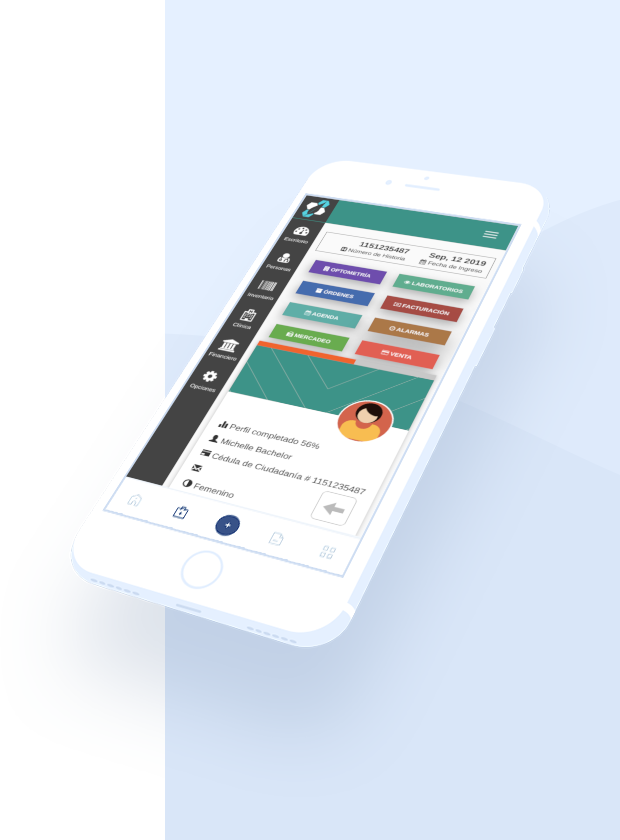 1151235487
Número de Historia
Sep, 12 2019
Fecha de Ingreso
Escritorio
Personas
Inventario
Clínica
Financiero
Opciones
OPTOMETRÍA
LABORATORIOS
ÓRDENES
FACTURACIÓN
AGENDA
ALARMAS
MERCADEO
VENTA
Perfil completado 56%
Michelle Bachelor
Cédula de Ciudadanía # 1151235487
Femenino